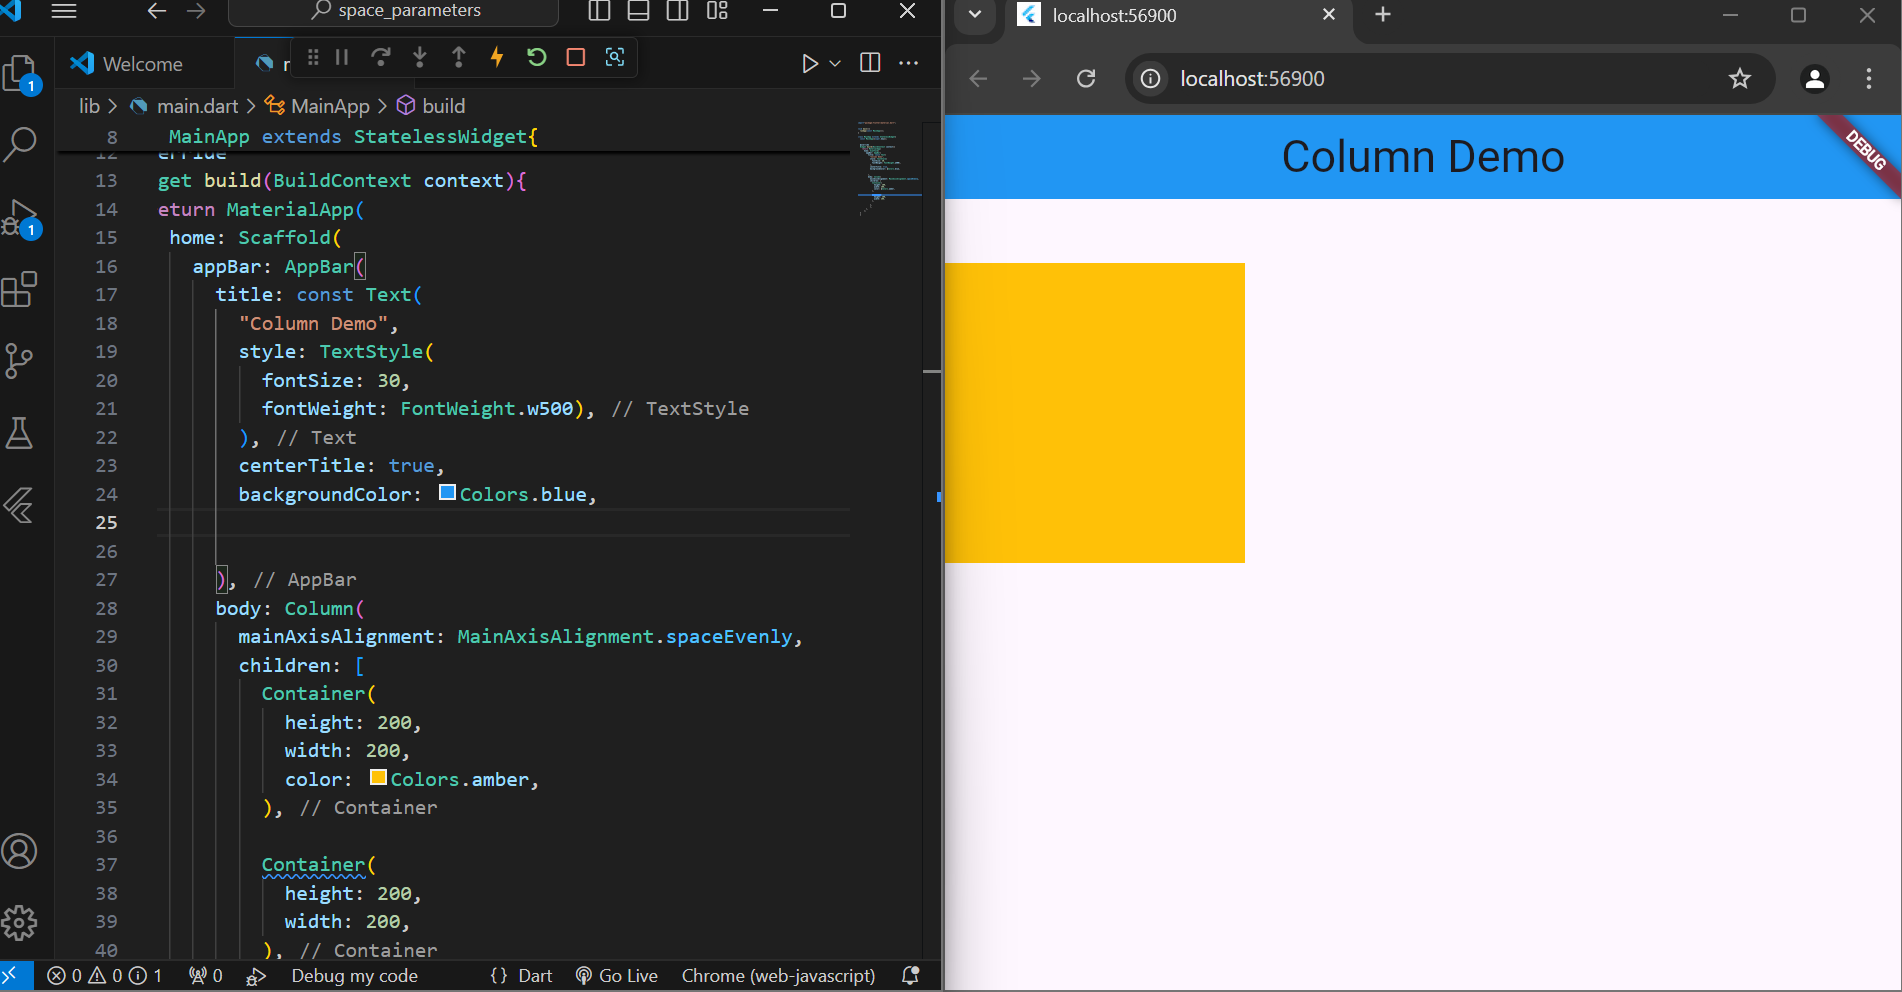 space_parameters
localhost:56900
Welcome
localhost:56900
lib > main.dart > MainApp > build
8 MainApp extends StatelessWidget{
12 erride
13 get build(BuildContext context){
14 eturn MaterialApp(
15 home: Scaffold(
16 appBar: AppBar(
17 title: const Text(
18 "Column Demo",
19 style: TextStyle(
20 fontSize: 30,
21 fontWeight: FontWeight.w500), // TextStyle
22 ), // Text
23 centerTitle: true,
24 backgroundColor: Colors.blue,
25
26
27 ), // AppBar
28 body: Column(
29 mainAxisAlignment: MainAxisAlignment.spaceEvenly,
30 children: [
31 Container(
32 height: 200,
33 width: 200,
34 color: Colors.amber,
35 ), // Container
36
37 Container(
38 height: 200,
39 width: 200,
40 ), // Container
1
1
0 0 1 0 Debug my code {} Dart Go Live Chrome (web-javascript)
Column Demo
DEBUG